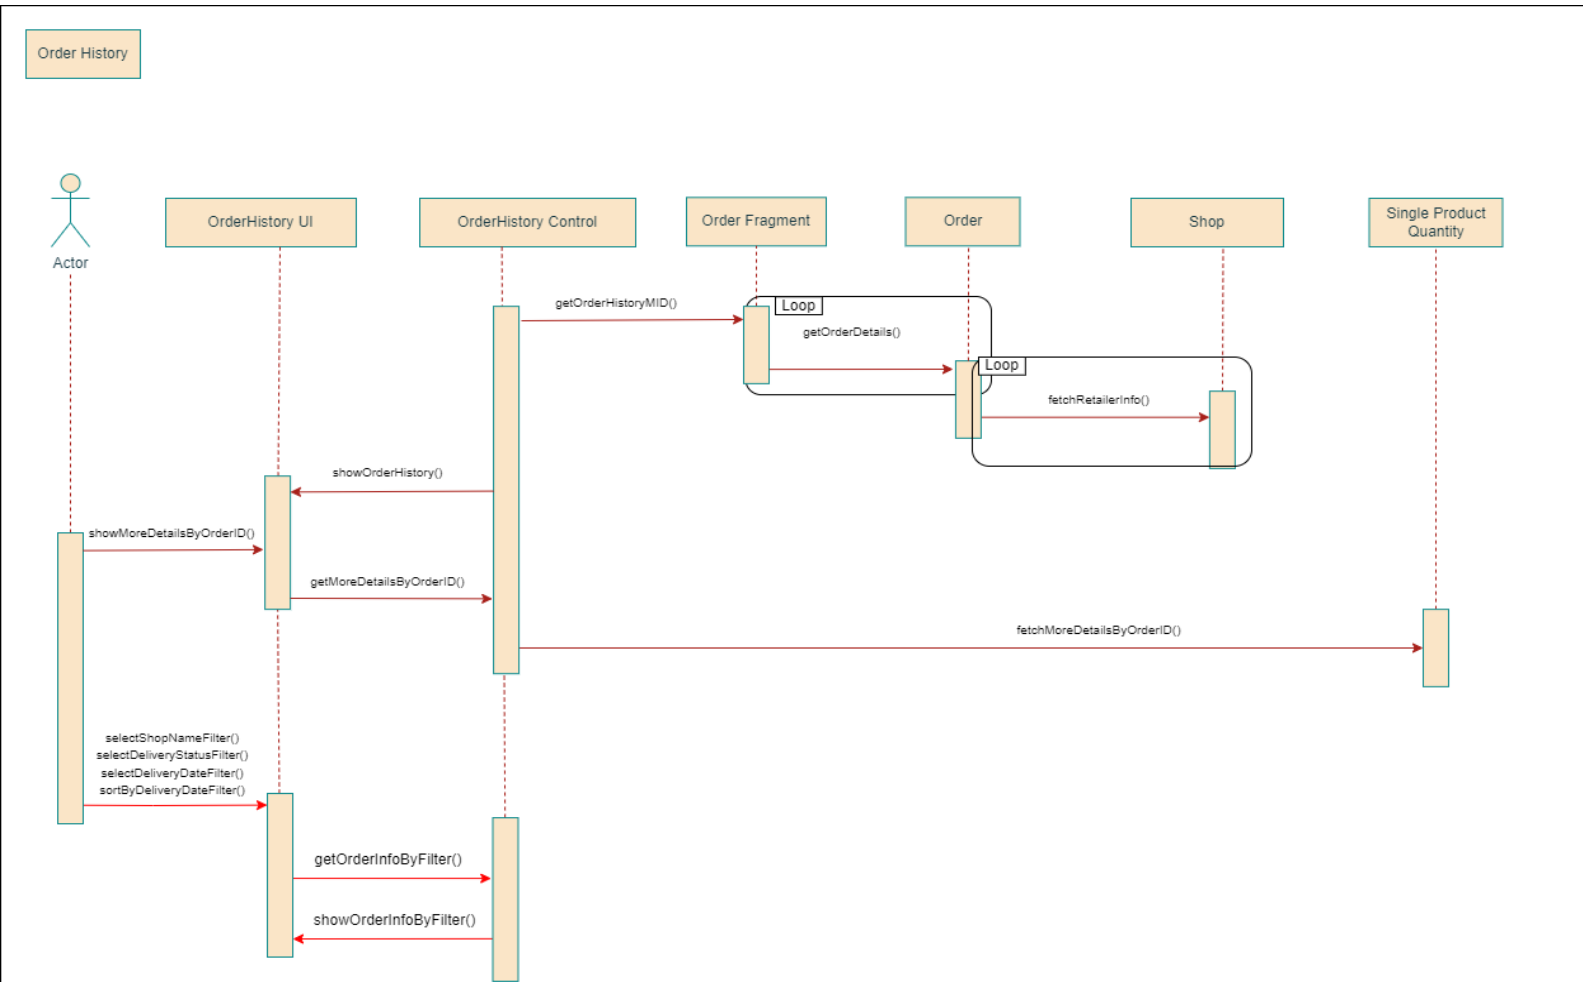 Order History
Actor
OrderHistory UI
OrderHistory Control
Order Fragment
Order
Shop
Single Product
Quantity
getOrderHistoryMID()
Loop
getOrderDetails()
Loop
fetchRetailerInfo()
showOrderHistory()
showMoreDetailsByOrderID()
getMoreDetailsByOrderID()
fetchMoreDetailsByOrderID()
selectShopNameFilter()
selectDeliveryStatusFilter()
selectDeliveryDateFilter()
sortByDeliveryDateFilter()
getOrderInfoByFilter()
showOrderInfoByFilter()